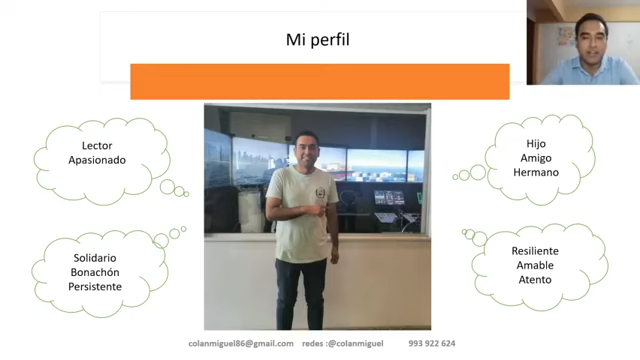 Mi perfil
Lector
Apasionado
Hijo
Amigo
Hermano
Solidario
Bonachón
Persistente
Resiliente
Amable
Atento
colanmiguel86@gmail.com redes :@colanmiguel 993 922 624